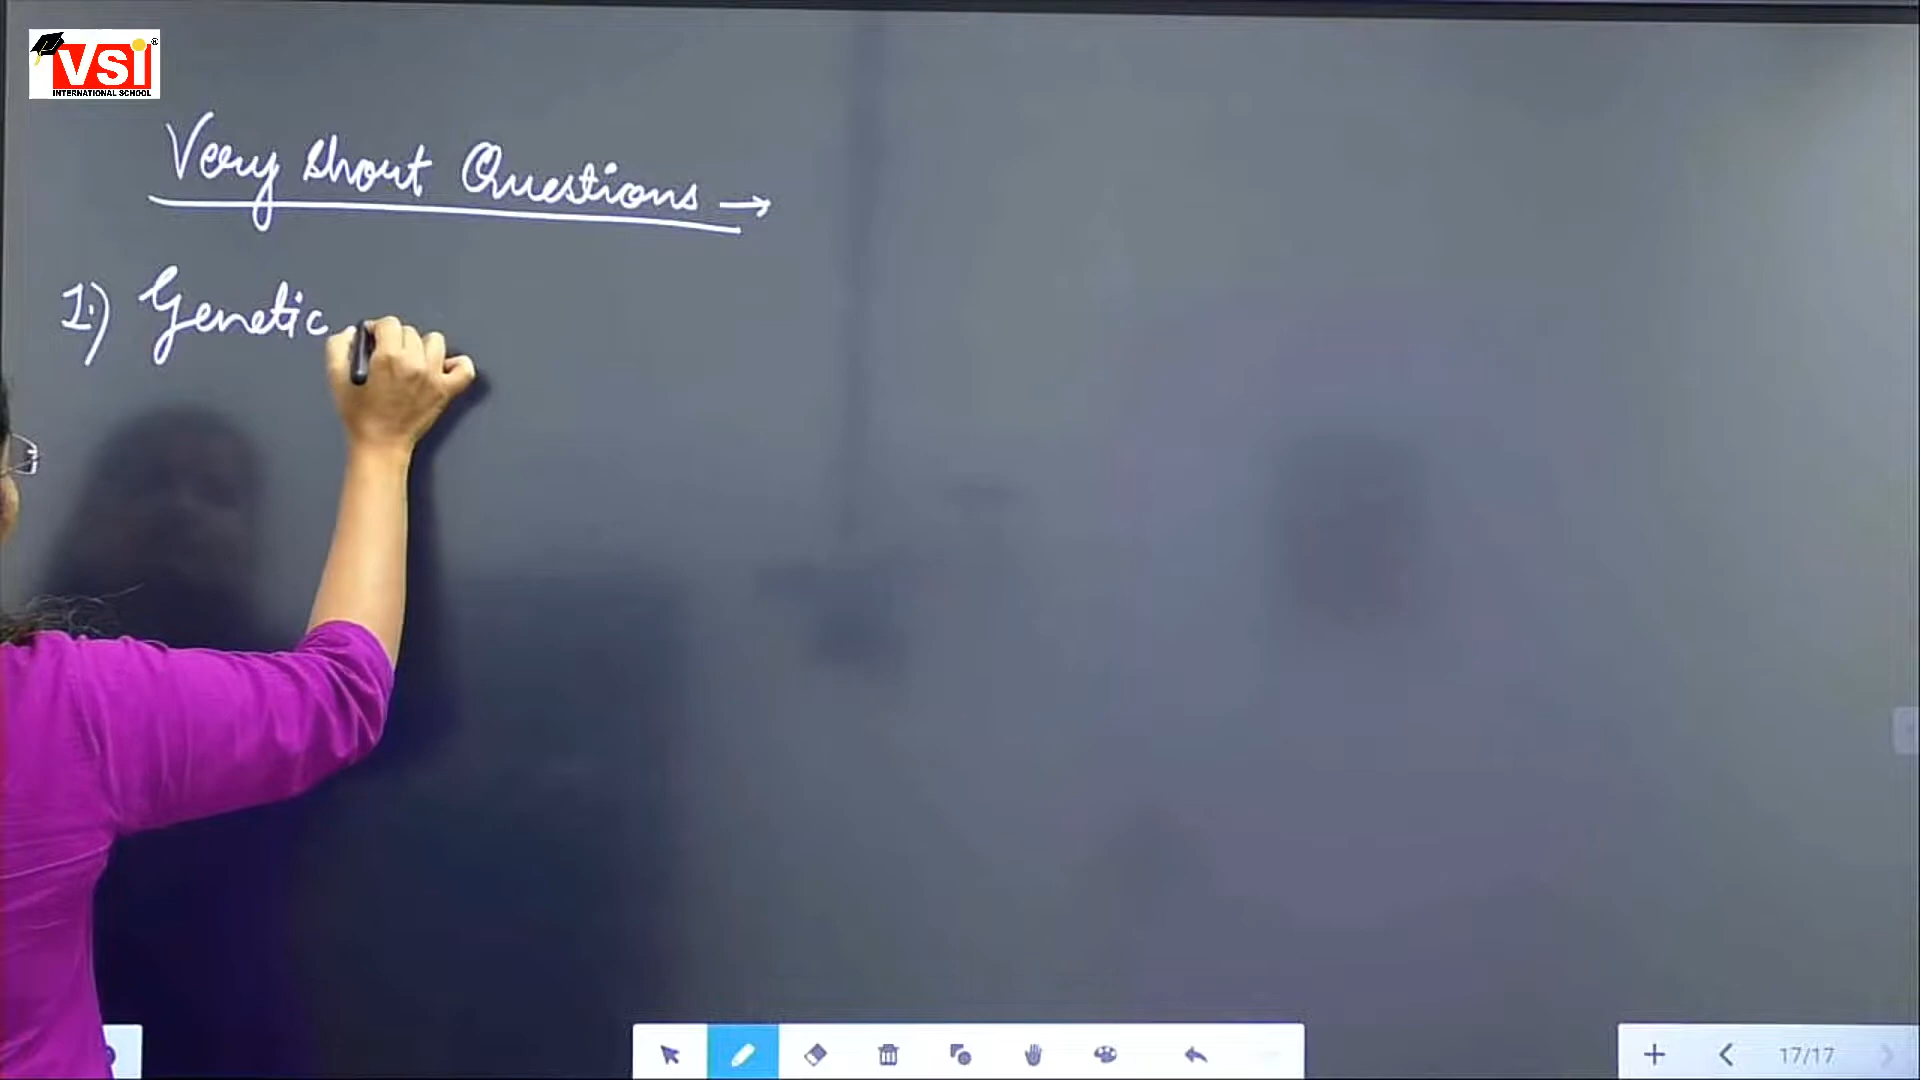 VSI®
INTERNATIONAL SCHOOL
Very short Questions →
1.) Genetic
17/17